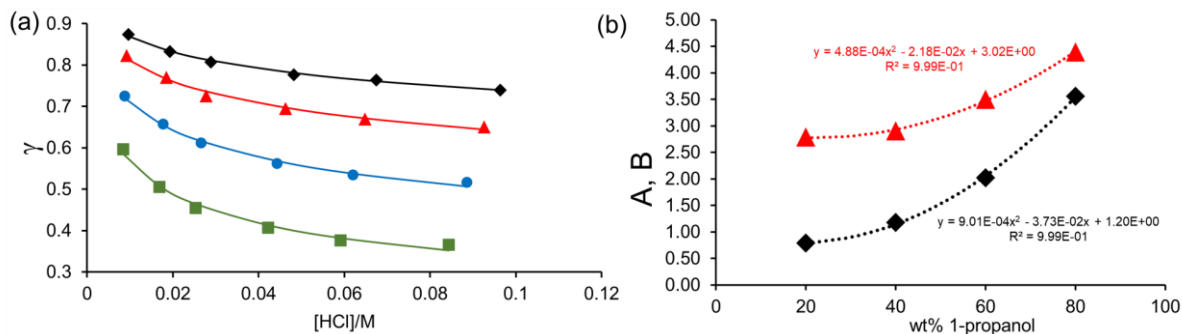 (a)
0.9
0.8
0.7
0.6
0.5
0.4
0.3
γ
0 0.02 0.04 0.06 0.08 0.1 0.12
[HCl]/M
(b)
5.00
4.50
4.00
3.50
3.00
2.50
2.00
1.50
1.00
0.50
0.00
A, B
y = 4.88E-04x² - 2.18E-02x + 3.02E+00
R² = 9.99E-01
y = 9.01E-04x² - 3.73E-02x + 1.20E+00
R² = 9.99E-01
0 20 40 60 80 100
wt% 1-propanol